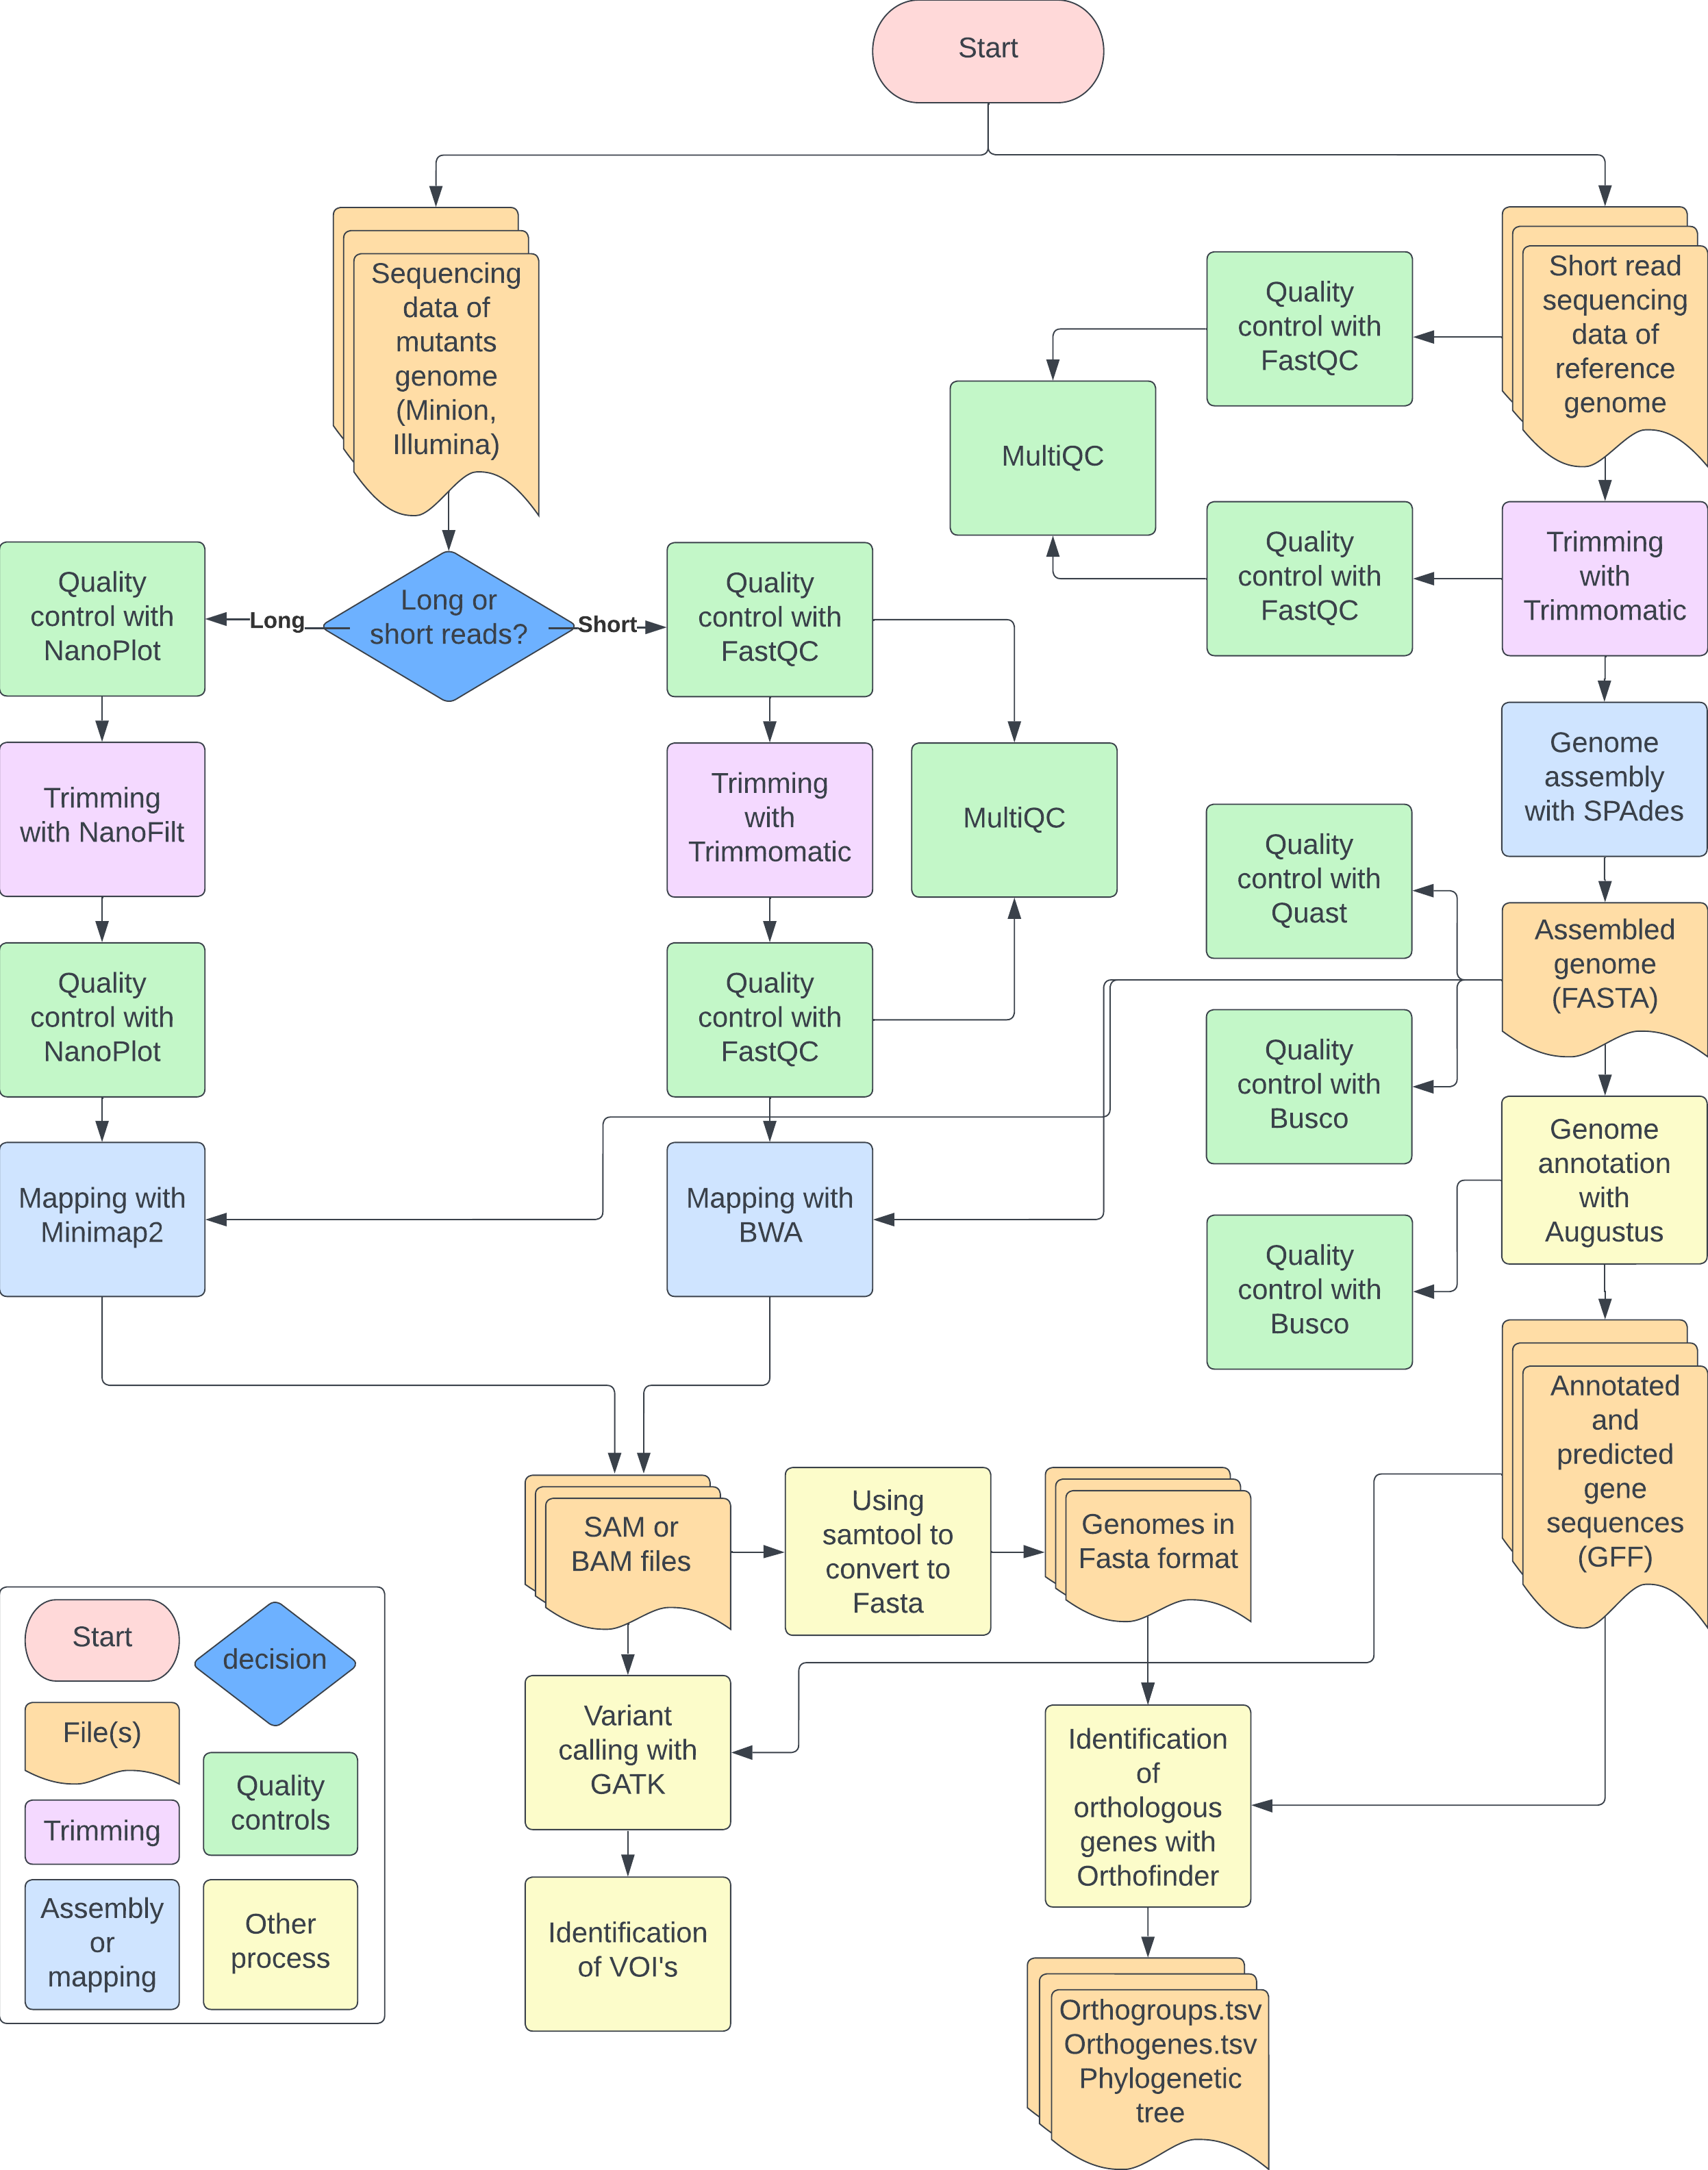 Start
Sequencing
data of
mutants
genome
(Minion,
Illumina)
Short read
sequencing
data of
reference
genome
Quality
control with
FastQC
MultiQC
Quality
control with
FastQC
Trimming
with
Trimmomatic
Long or
short reads?
Long
Short
Quality
control with
NanoPlot
Quality
control with
FastQC
Trimming
with NanoFilt
Trimming
with
Trimmomatic
MultiQC
Genome
assembly
with SPAdes
Quality
control with
Quast
Assembled
genome
(FASTA)
Quality
control with
NanoPlot
Quality
control with
FastQC
Quality
control with
Busco
Genome
annotation
with
Augustus
Mapping with
Minimap2
Mapping with
BWA
Quality
control with
Busco
Annotated
and
predicted
gene
sequences
(GFF)
SAM or
BAM files
Using
samtool to
convert to
Fasta
Genomes in
Fasta format
Variant
calling with
GATK
Identification
of
orthologous
genes with
Orthofinder
Identification
of VOI's
Orthogroups.tsv
Orthogenes.tsv
Phylogenetic
tree
Start
decision
File(s)
Quality
controls
Trimming
Assembly
or
mapping
Other
process